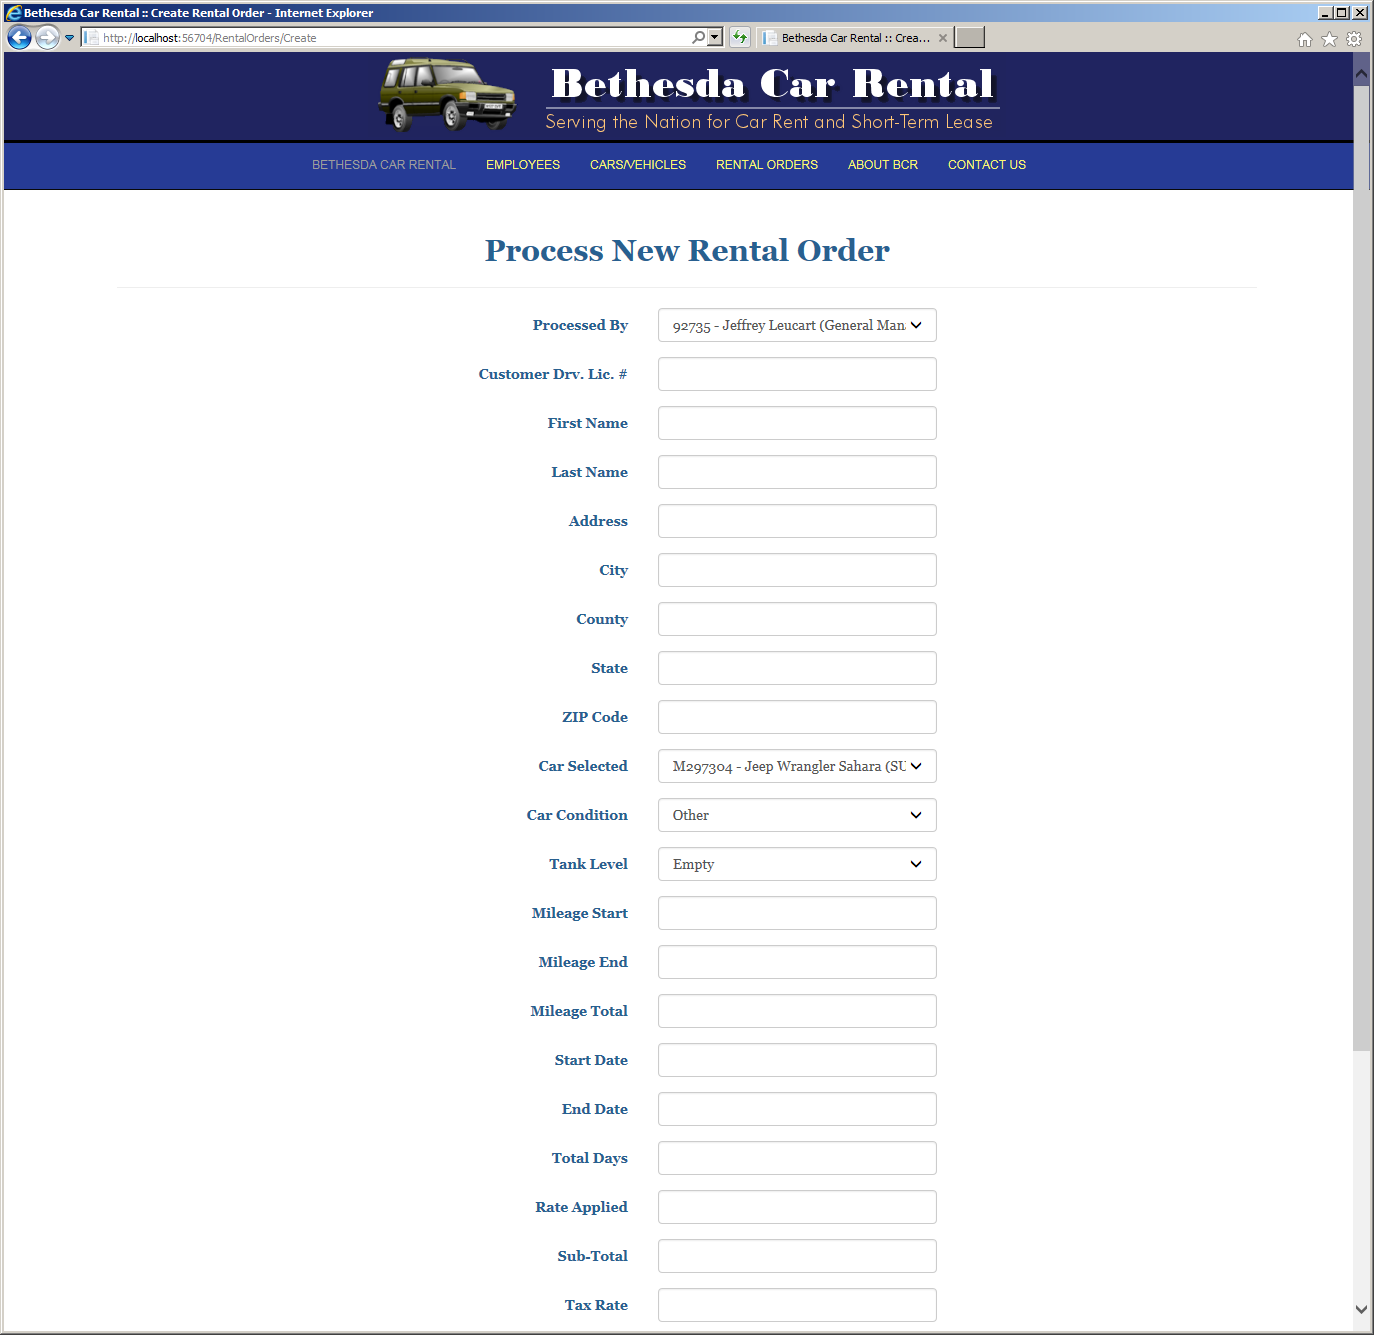 Bethesda Car Rental :: Create Rental Order - Internet Explorer
http://localhost:56704/RentalOrders/Create
Bethesda Car Rental :: Crea...
Bethesda Car Rental
Serving the Nation for Car Rent and Short-Term Lease
BETHESDA CAR RENTAL EMPLOYEES CARS/VEHICLES RENTAL ORDERS ABOUT BCR CONTACT US
Process New Rental Order
Processed By 92735 - Jeffrey Leucart (General Man
Customer Drv. Lic. #
First Name
Last Name
Address
City
County
State
ZIP Code
Car Selected M297304 - Jeep Wrangler Sahara (SU
Car Condition Other
Tank Level Empty
Mileage Start
Mileage End
Mileage Total
Start Date
End Date
Total Days
Rate Applied
Sub-Total
Tax Rate